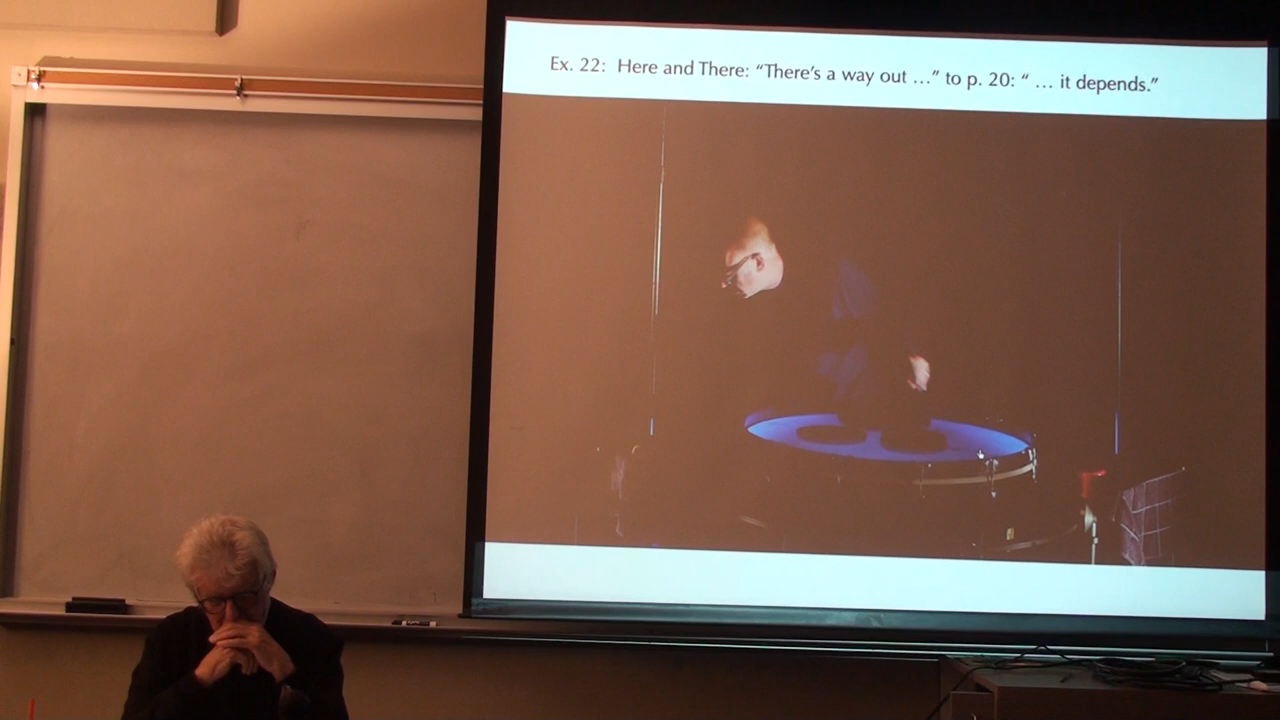 Ex. 22: Here and There: “There’s a way out …” to p. 20: “ … it depends.”